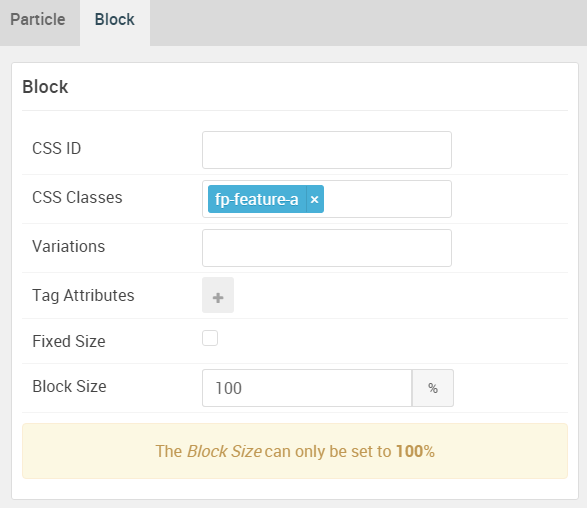 Particle Block
Block
CSS ID
CSS Classes fp-feature-a ×
Variations
Tag Attributes +
Fixed Size
Block Size 100 %
The Block Size can only be set to 100%